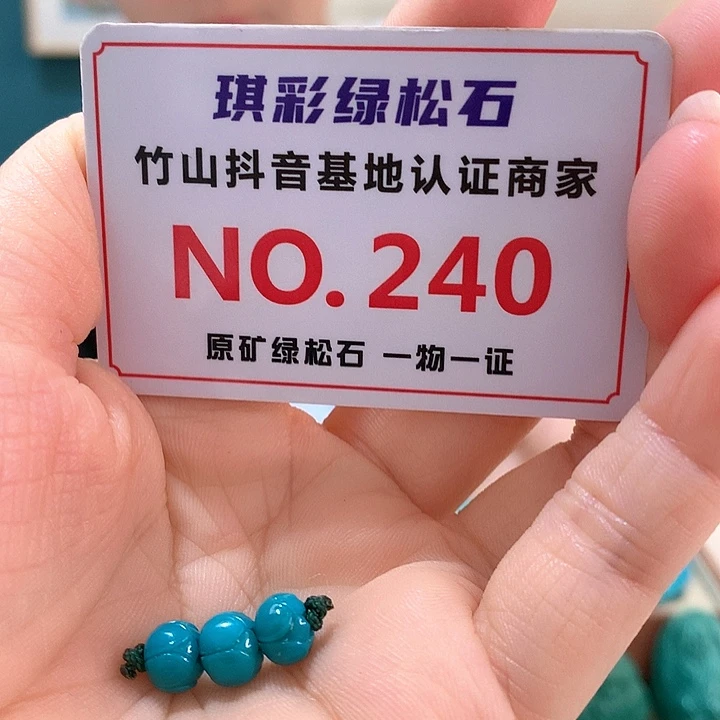 琪彩绿松石
竹山抖音基地认证商家
NO.240
原矿绿松石 一物一证